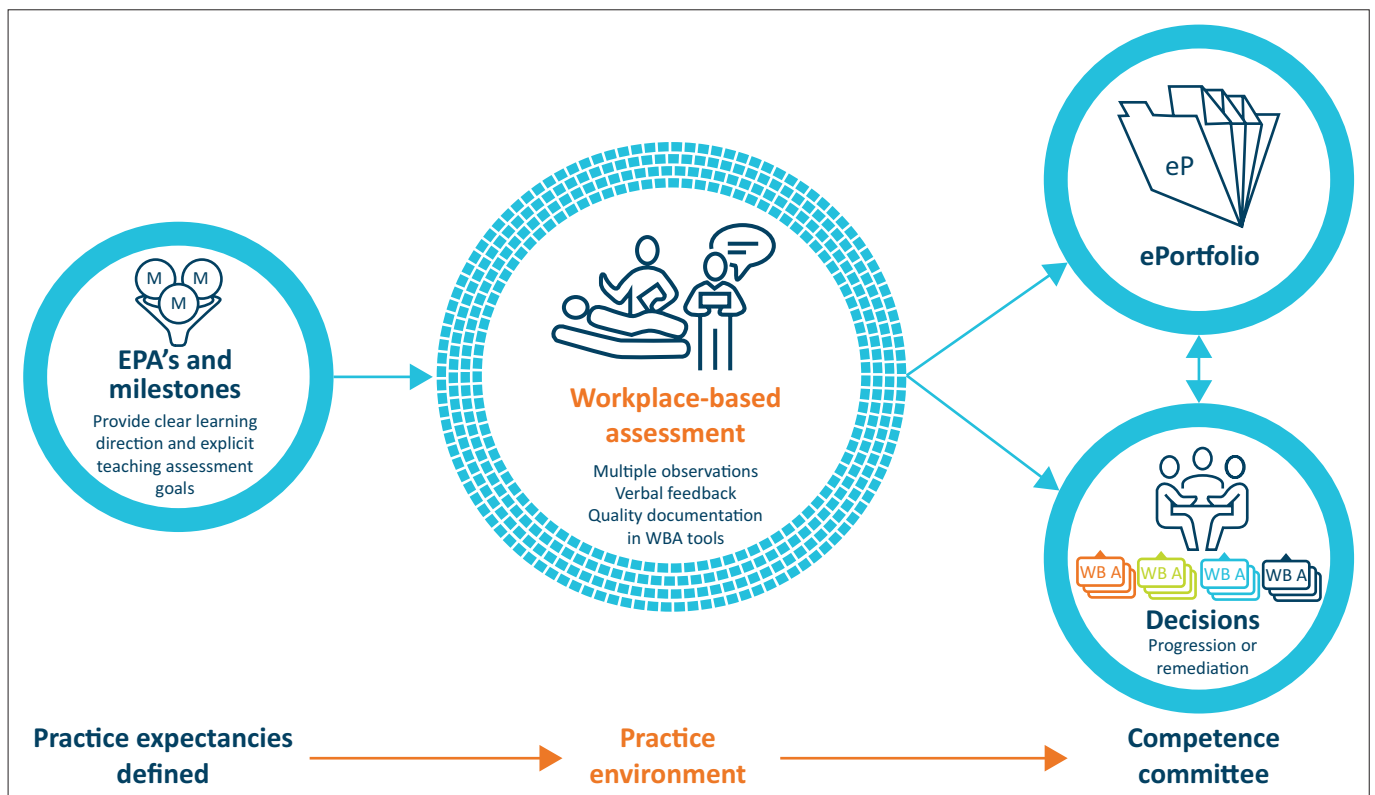 M
M
M
EPA's and
milestones
Provide clear learning
direction and explicit
teaching assessment
goals
Workplace-based
assessment
Multiple observations
Verbal feedback
Quality documentation
in WBA tools
eP
ePortfolio
WB A
WB A
WB A
WB A
Decisions
Progression or
remediation
Practice expectancies
defined
Practice
environment
Competence
committee